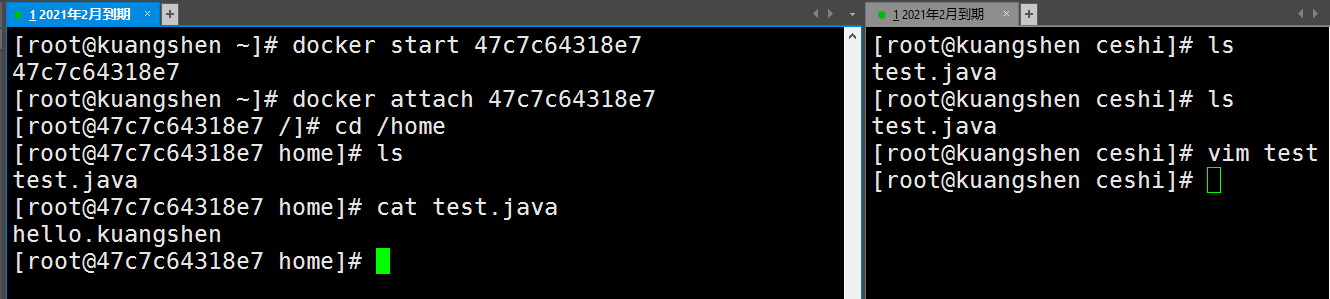 1 2021年2月到期 × +
[root@kuangshen ~]# docker start 47c7c64318e7
47c7c64318e7
[root@kuangshen ~]# docker attach 47c7c64318e7
[root@47c7c64318e7 /]# cd /home
[root@47c7c64318e7 home]# ls
test.java
[root@47c7c64318e7 home]# cat test.java
hello.kuangshen
[root@47c7c64318e7 home]#
1 2021年2月到期 × +
[root@kuangshen ceshi]# ls
test.java
[root@kuangshen ceshi]# ls
test.java
[root@kuangshen ceshi]# vim test
[root@kuangshen ceshi]#